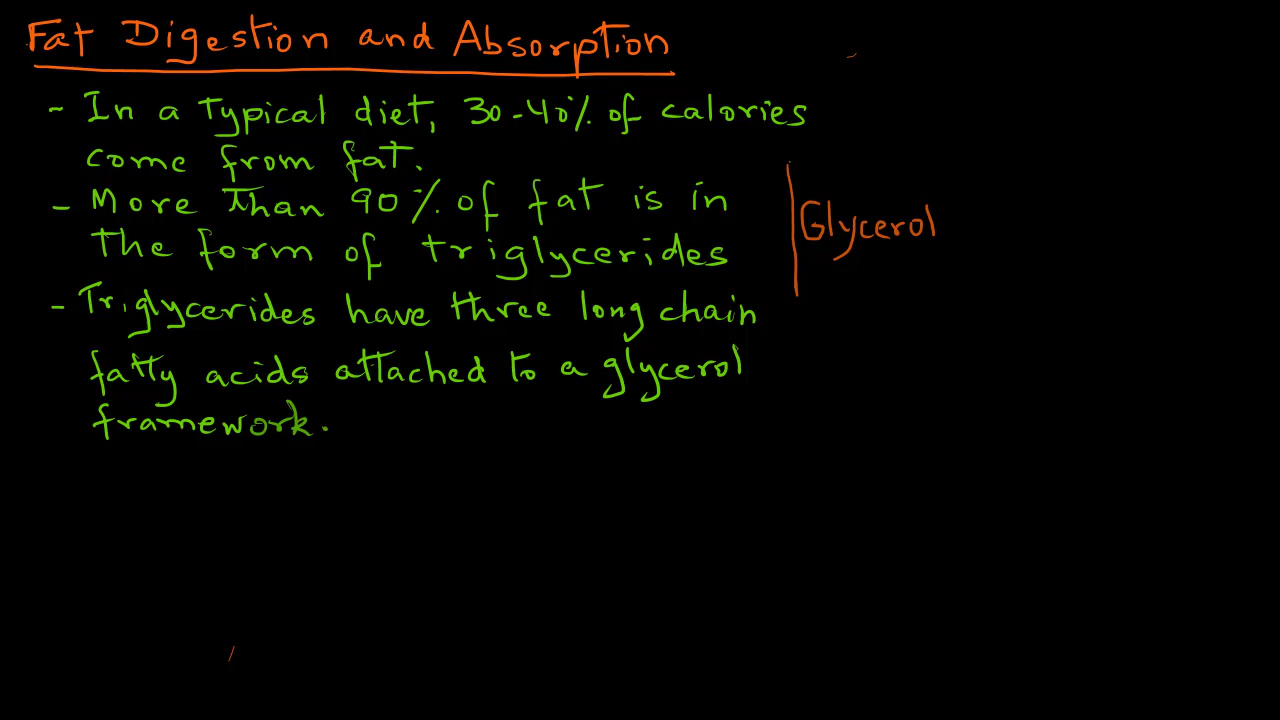 Fat Digestion and Absorption
- In a typical diet, 30-40% of calories
come from fat.
- More than 90% of fat is in
the form of triglycerides
- Triglycerides have three long chain
fatty acids attached to a glycerol
framework.
Glycerol